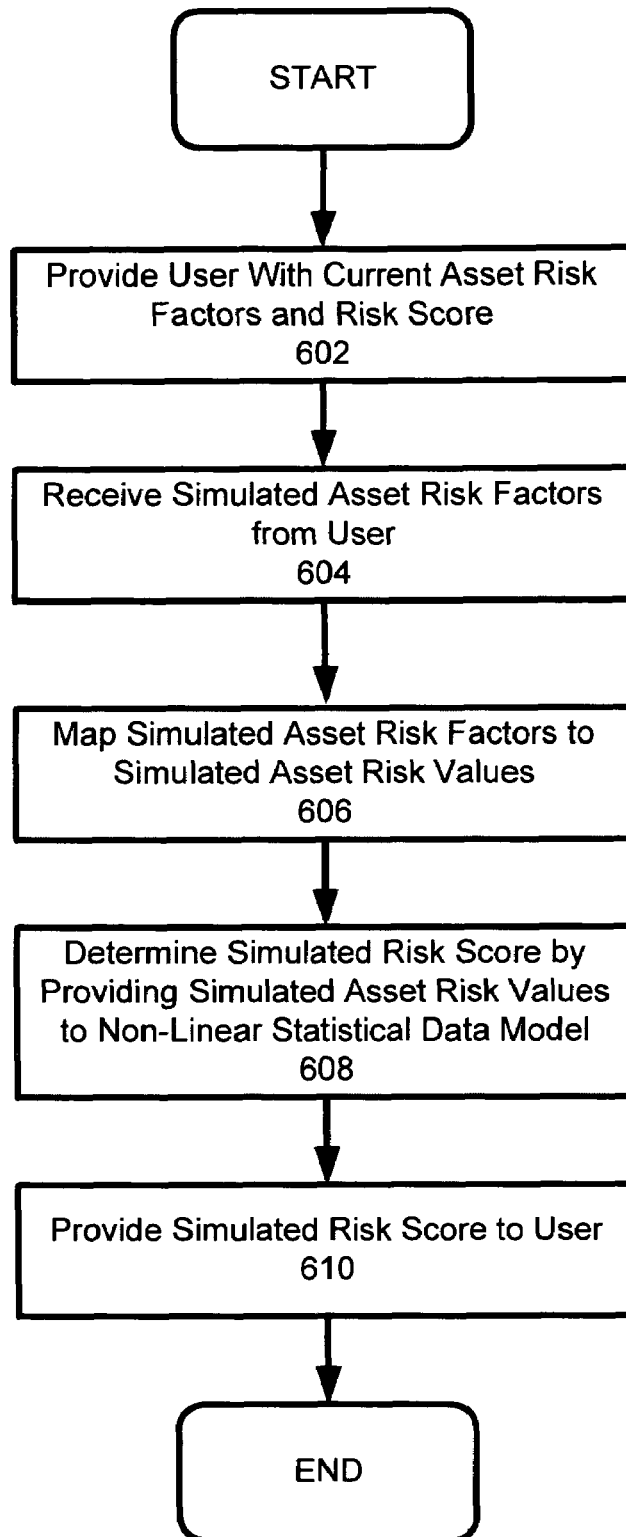 START
Provide User With Current Asset Risk
Factors and Risk Score
602
Receive Simulated Asset Risk Factors
from User
604
Map Simulated Asset Risk Factors to
Simulated Asset Risk Values
606
Determine Simulated Risk Score by
Providing Simulated Asset Risk Values
to Non-Linear Statistical Data Model
608
Provide Simulated Risk Score to User
610
END